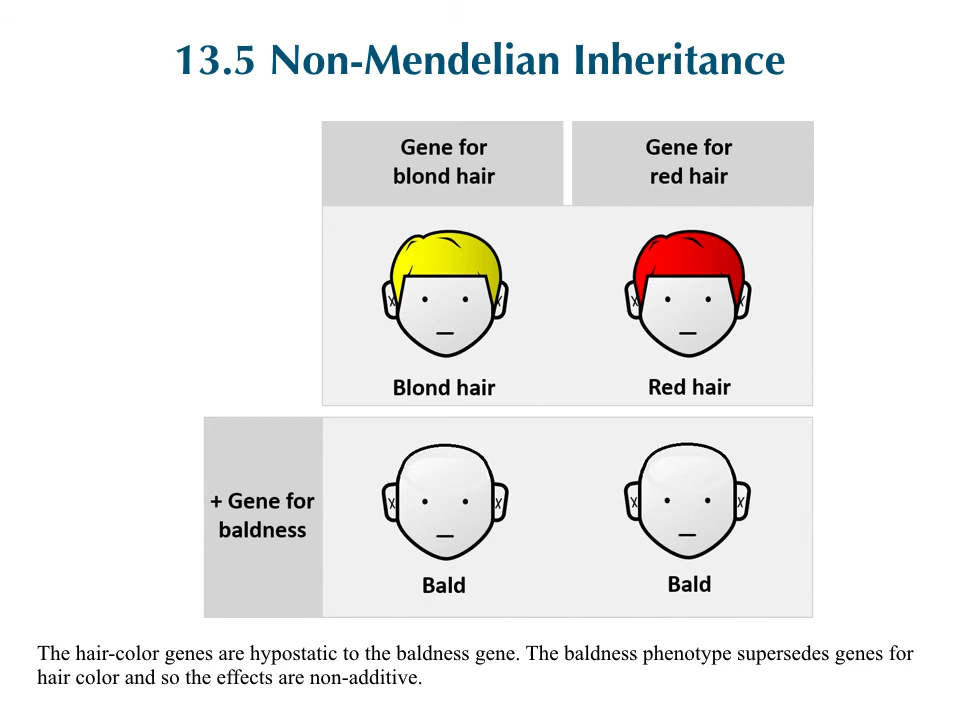 13.5 Non-Mendelian Inheritance
Gene for
blond hair
Gene for
red hair
Blond hair
Red hair
+ Gene for
baldness
Bald
Bald
The hair-color genes are hypostatic to the baldness gene. The baldness phenotype supersedes genes for
hair color and so the effects are non-additive.